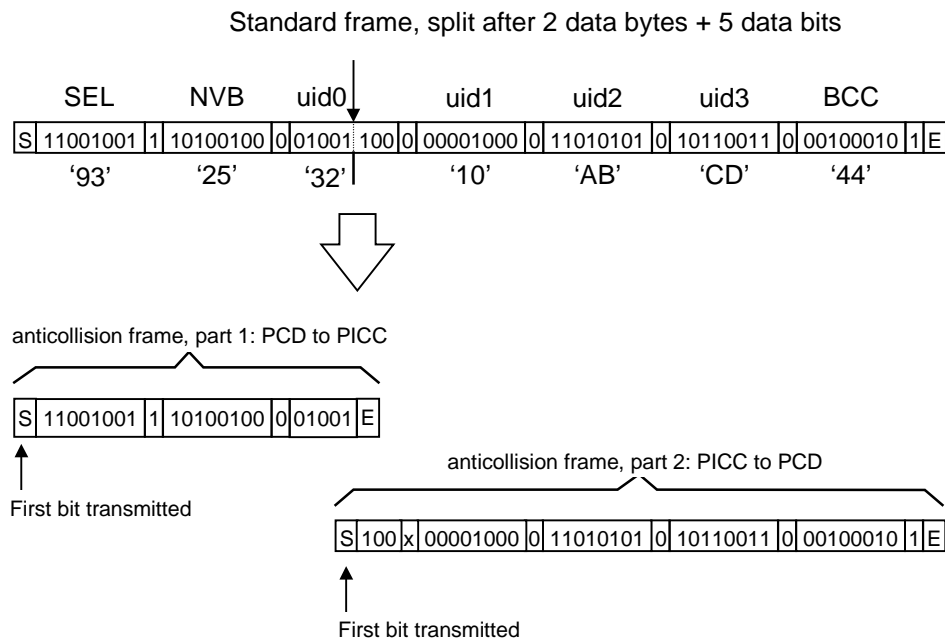 Standard frame, split after 2 data bytes + 5 data bits
SEL NVB uid0 uid1 uid2 uid3 BCC
S 11001001 1 10100100 0 01001 100 0 00001000 0 11010101 0 10110011 0 00100010 1 E
‘93’ ‘25’ ‘32’ ‘10’ ‘AB’ ‘CD’ ‘44’
anticollision frame, part 1: PCD to PICC
S 11001001 1 10100100 0 01001 E
First bit transmitted
anticollision frame, part 2: PICC to PCD
S 100 x 00001000 0 11010101 0 10110011 0 00100010 1 E
First bit transmitted